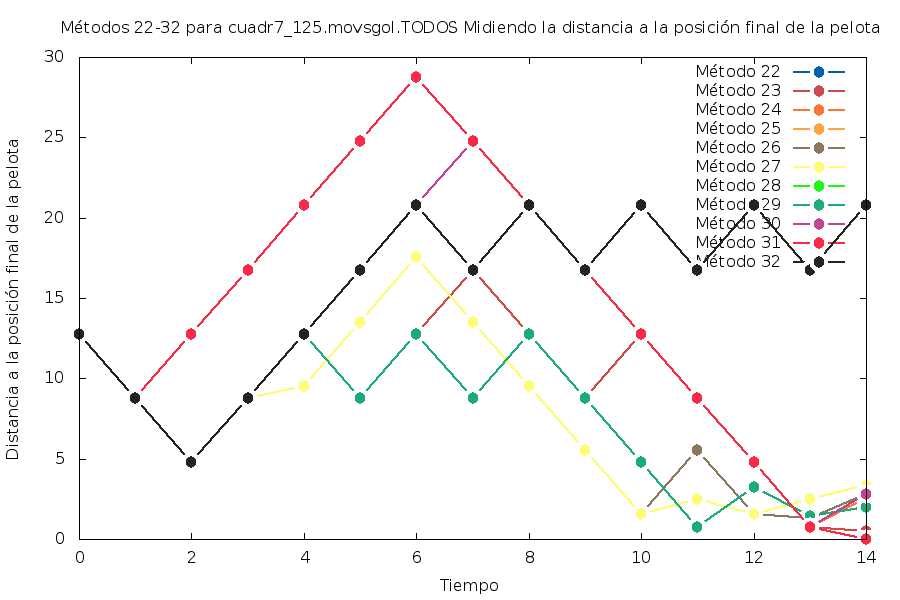 Métodos 22-32 para cuadr7_125.movsgol.TODOS Midiendo la distancia a la posición final de la pelota
30
25
20
15
10
5
0
Distancia a la posición final de la pelota
Método 22
Método 23
Método 24
Método 25
Método 26
Método 27
Método 28
Método 29
Método 30
Método 31
Método 32
0 2 4 6 8 10 12 14
Tiempo